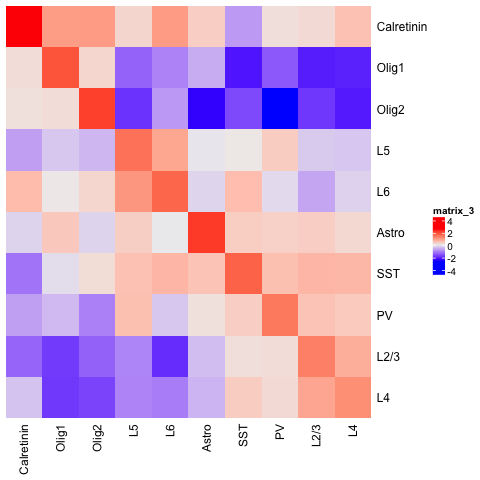 Calretinin
Olig1
Olig2
L5
L6
Astro
SST
PV
L2/3
L4
matrix_3
4
2
0
-2
-4
Calretinin
Olig1
Olig2
L5
L6
Astro
SST
PV
L2/3
L4